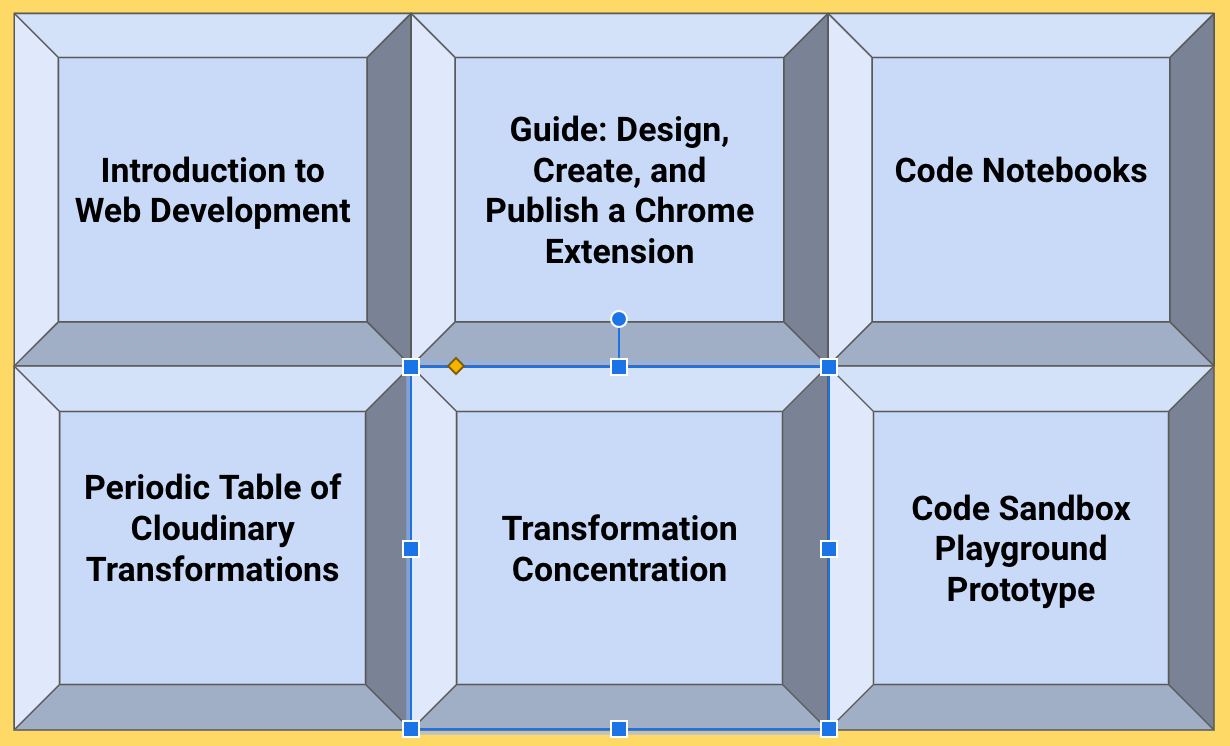 Introduction to
Web Development
Guide: Design,
Create, and
Publish a Chrome
Extension
Code Notebooks
Periodic Table of
Cloudinary
Transformations
Transformation
Concentration
Code Sandbox
Playground
Prototype